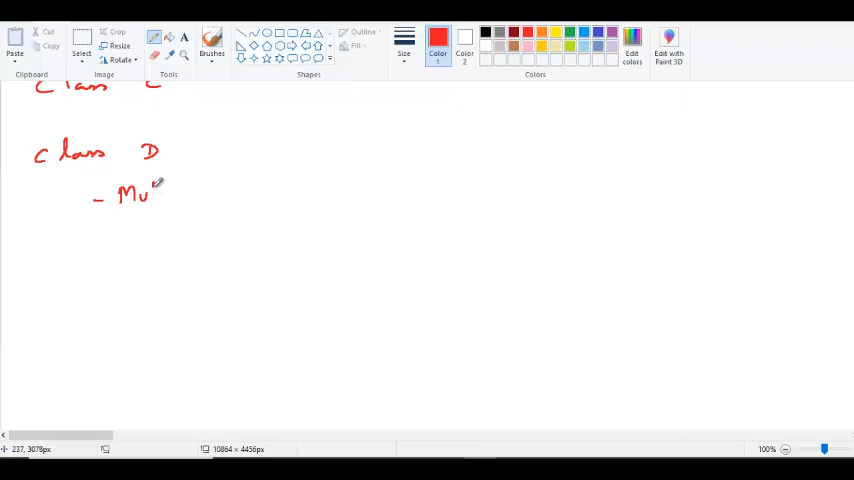 Cut
Copy
Paste
Clipboard
Crop
Resize
Rotate
Select
Image
A
Tools
Brushes
Outline
Fill
Shapes
Size
Color
1
Color
2
Edit
colors
Edit with
Paint 3D
Colors
Class C
Class D
- Mu
237, 3078px
10864 × 4456px
100%